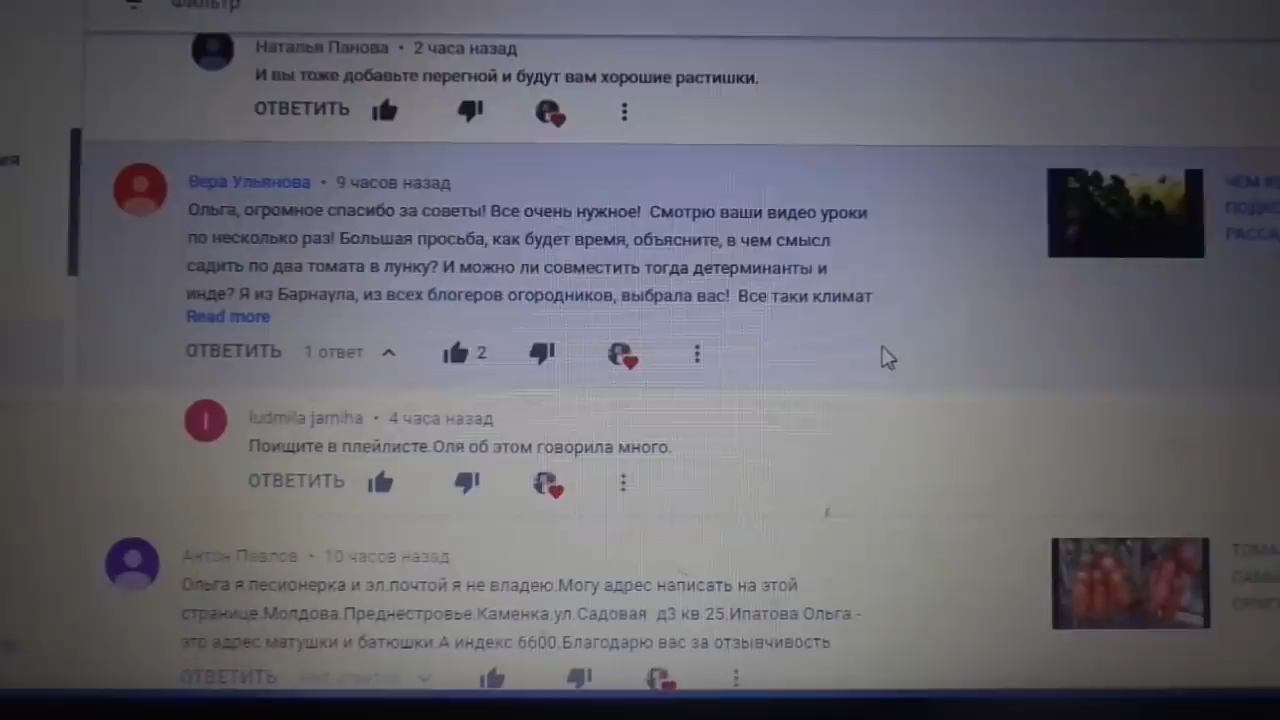 Фильтр
Наталья Панова • 2 часа назад
И вы тоже добавьте перегной и будут вам хорошие растишки.
ОТВЕТИТЬ
Вера Ульянова • 9 часов назад
Ольга, огромное спасибо за советы! Все очень нужное! Смотрю ваши видео уроки
по несколько раз! Большая просьба, как будет время, объясните, в чем смысл
садить по два томата в лунку? И можно ли совместить тогда детерминанты и
инде? Я из Барнаула, из всех блогеров огородников, выбрала вас! Все таки климат
Read more
ОТВЕТИТЬ 1 ответ 2
ludmila jamiha • 4 часа назад
Поищите в плейлисте.Оля об этом говорила много.
ОТВЕТИТЬ
Антон Павлов • 10 часов назад
Ольга я песионерка и эл.почтой я не владею.Могу адрес написать на этой
странице.Молдова.Преднестровье.Каменка.ул.Садовая д3 кв 25.Ипатова Ольга.-
это адрес матушки и батюшки.А индекс 6600.Благодарю вас за отзывчивость
ОТВЕТИТЬ Нет ответов